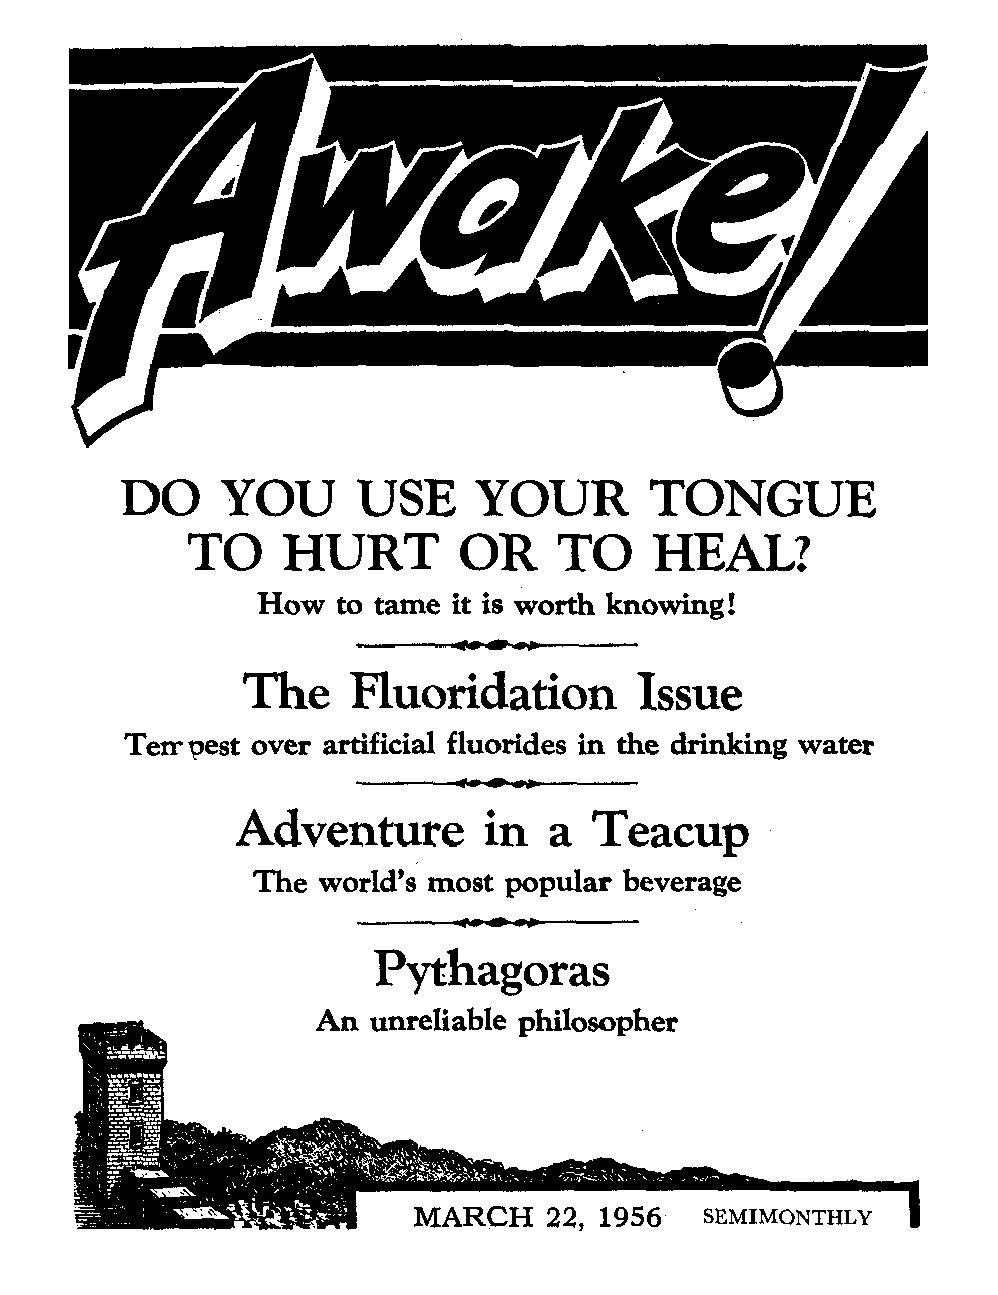 Awake!
DO YOU USE YOUR TONGUE
TO HURT OR TO HEAL?
How to tame it is worth knowing!
The Fluoridation Issue
Tempest over artificial fluorides in the drinking water
Adventure in a Teacup
The world's most popular beverage
Pythagoras
An unreliable philosopher
MARCH 22, 1956 SEMIMONTHLY